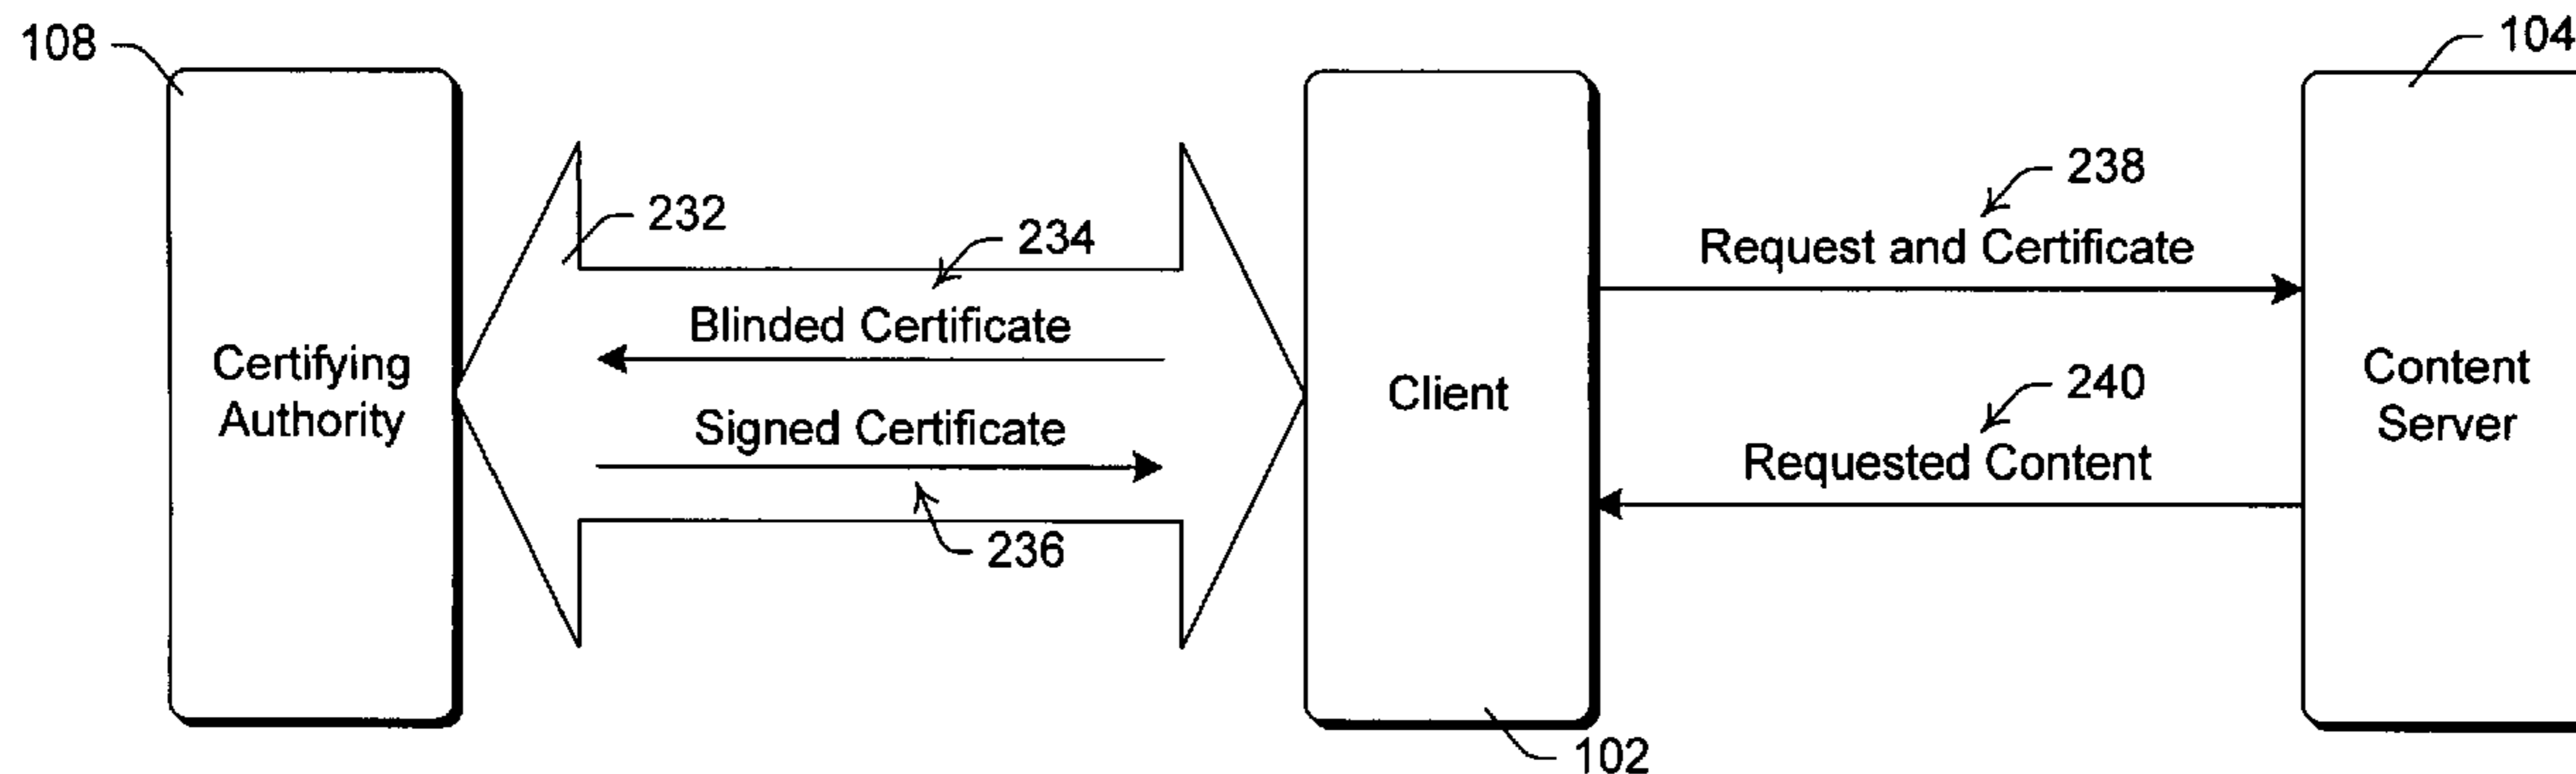 108
104
238
232
234
Request and Certificate
Blinded Certificate
Certifying
Authority
Client
Content
Server
240
Signed Certificate
Requested Content
236
102